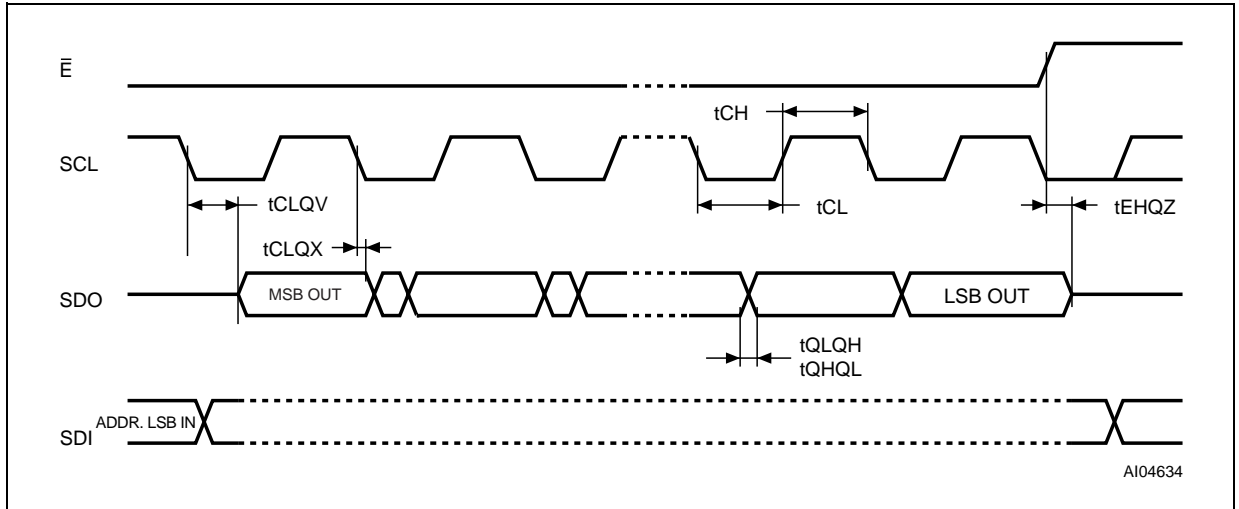 Ē
tCH
SCL
tCLQV
tCL
tEHQZ
tCLQX
SDO
MSB OUT
LSB OUT
tQLQH
tQHQL
ADDR. LSB IN
SDI
AI04634